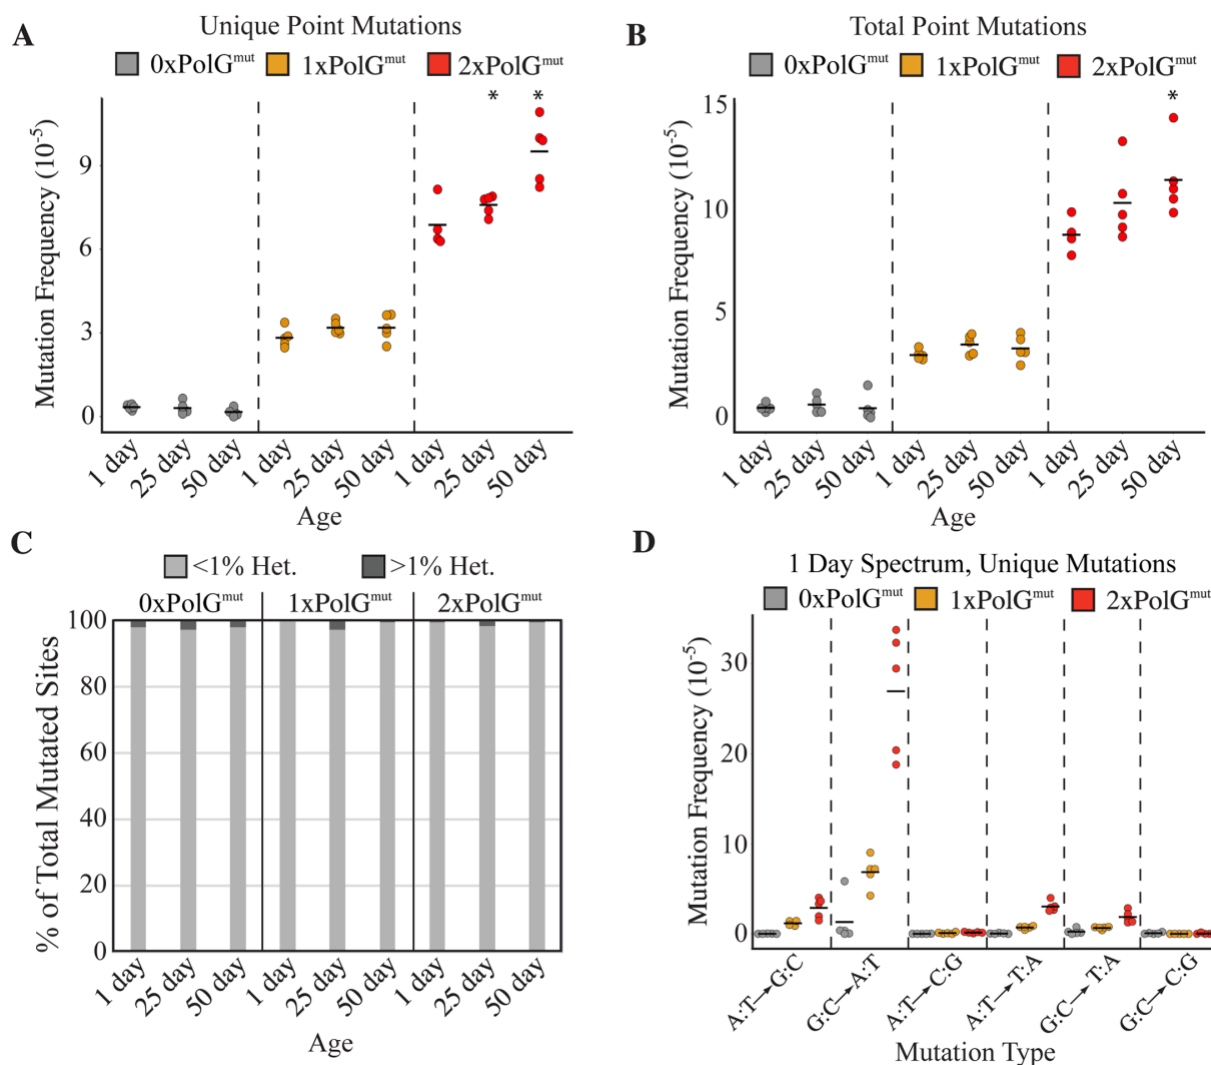 A
Unique Point Mutations
0xPolG^mut 1xPolG^mut 2xPolG^mut
* *
Mutation Frequency (10^-5)
9
6
3
0
1 day 25 day 50 day 1 day 25 day 50 day 1 day 25 day 50 day
Age
B
Total Point Mutations
0xPolG^mut 1xPolG^mut 2xPolG^mut
*
Mutation Frequency (10^-5)
15
10
5
0
1 day 25 day 50 day 1 day 25 day 50 day 1 day 25 day 50 day
Age
C
<1% Het. >1% Het.
0xPolG^mut 1xPolG^mut 2xPolG^mut
% of Total Mutated Sites
100
80
60
40
20
0
1 day 25 day 50 day 1 day 25 day 50 day 1 day 25 day 50 day
Age
D
1 Day Spectrum, Unique Mutations
0xPolG^mut 1xPolG^mut 2xPolG^mut
Mutation Frequency (10^-5)
30
20
10
0
A:T→G:C G:C→A:T A:T→C:G A:T→T:A G:C→T:A G:C→C:G
Mutation Type